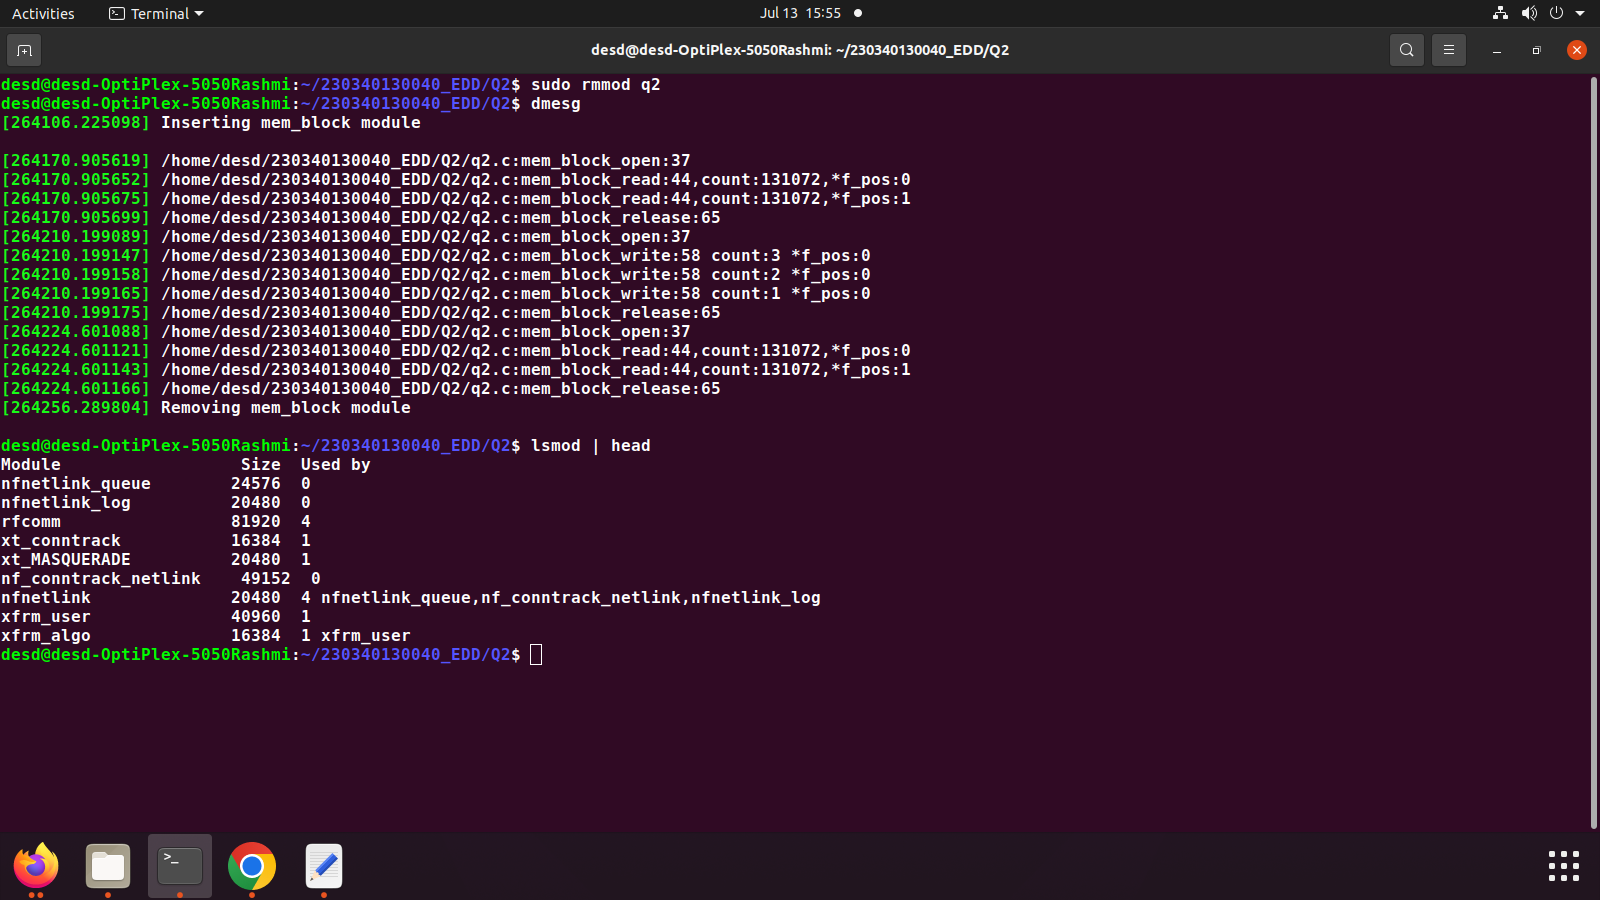 Activities Terminal Jul 13 15:55
desd@desd-OptiPlex-5050Rashmi: ~/230340130040_EDD/Q2
desd@desd-OptiPlex-5050Rashmi:~/230340130040_EDD/Q2$ sudo rmmod q2
desd@desd-OptiPlex-5050Rashmi:~/230340130040_EDD/Q2$ dmesg
[264106.225098] Inserting mem_block module
[264170.905619] /home/desd/230340130040_EDD/Q2/q2.c:mem_block_open:37
[264170.905652] /home/desd/230340130040_EDD/Q2/q2.c:mem_block_read:44,count:131072,*f_pos:0
[264170.905675] /home/desd/230340130040_EDD/Q2/q2.c:mem_block_read:44,count:131072,*f_pos:1
[264170.905699] /home/desd/230340130040_EDD/Q2/q2.c:mem_block_release:65
[264210.199089] /home/desd/230340130040_EDD/Q2/q2.c:mem_block_open:37
[264210.199147] /home/desd/230340130040_EDD/Q2/q2.c:mem_block_write:58 count:3 *f_pos:0
[264210.199158] /home/desd/230340130040_EDD/Q2/q2.c:mem_block_write:58 count:2 *f_pos:0
[264210.199165] /home/desd/230340130040_EDD/Q2/q2.c:mem_block_write:58 count:1 *f_pos:0
[264210.199175] /home/desd/230340130040_EDD/Q2/q2.c:mem_block_release:65
[264224.601088] /home/desd/230340130040_EDD/Q2/q2.c:mem_block_open:37
[264224.601121] /home/desd/230340130040_EDD/Q2/q2.c:mem_block_read:44,count:131072,*f_pos:0
[264224.601143] /home/desd/230340130040_EDD/Q2/q2.c:mem_block_read:44,count:131072,*f_pos:1
[264224.601166] /home/desd/230340130040_EDD/Q2/q2.c:mem_block_release:65
[264256.289804] Removing mem_block module
desd@desd-OptiPlex-5050Rashmi:~/230340130040_EDD/Q2$ lsmod | head
Module                  Size  Used by
nfnetlink_queue        24576  0
nfnetlink_log          20480  0
rfcomm                 81920  4
xt_conntrack           16384  1
xt_MASQUERADE          20480  1
nf_conntrack_netlink    49152  0
nfnetlink              20480  4 nfnetlink_queue,nf_conntrack_netlink,nfnetlink_log
xfrm_user              40960  1
xfrm_algo              16384  1 xfrm_user
desd@desd-OptiPlex-5050Rashmi:~/230340130040_EDD/Q2$